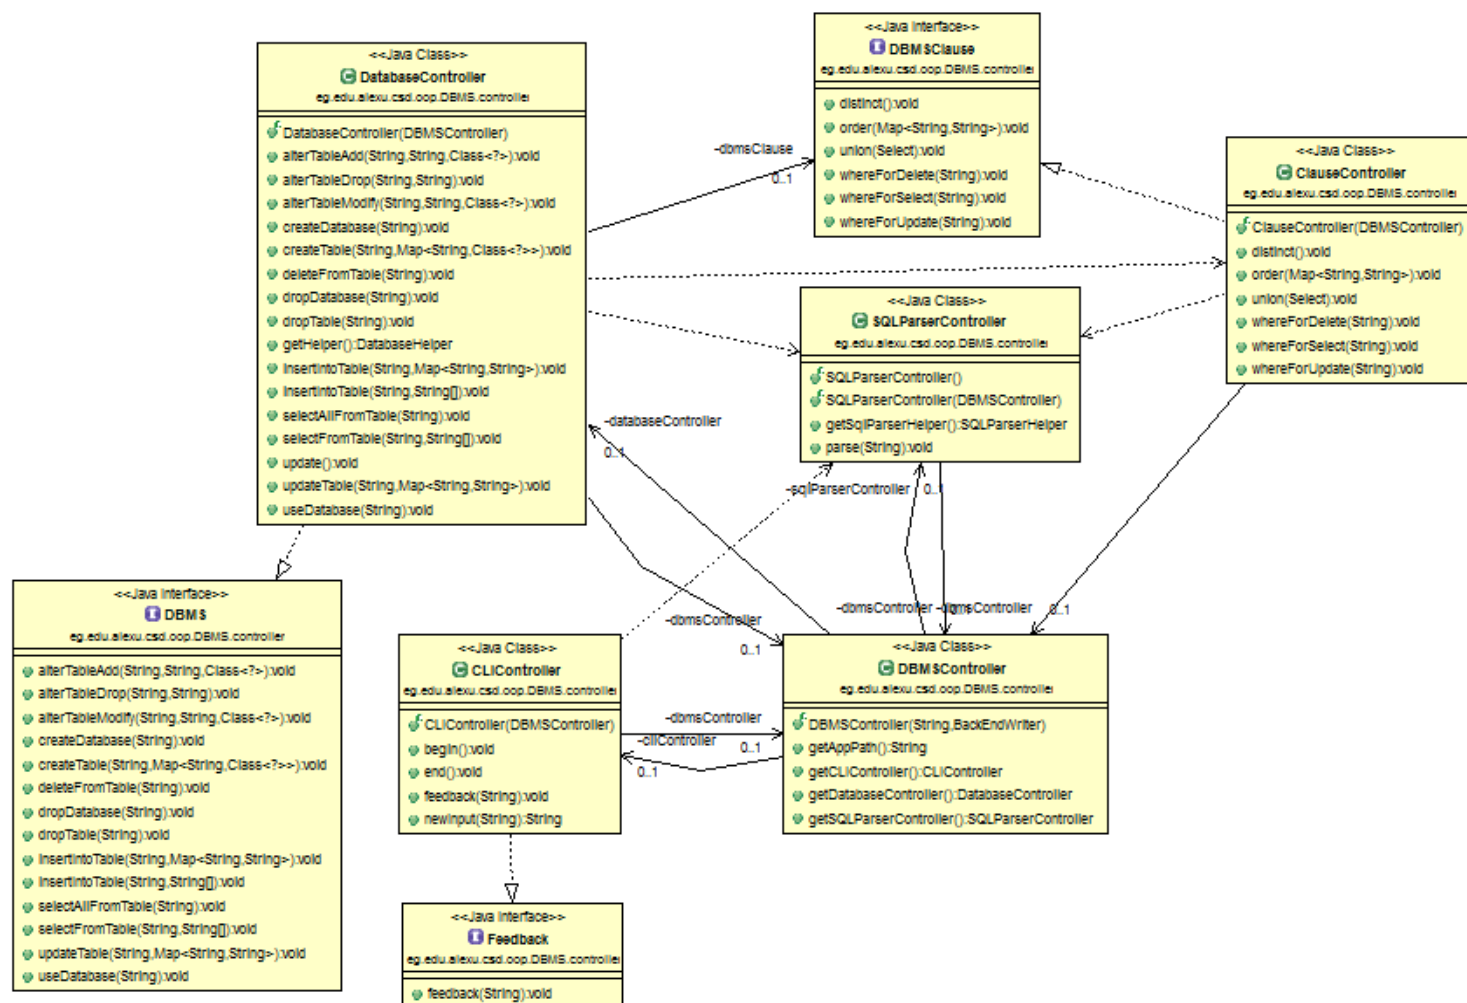 <<Java Class>>
DatabaseController
eg.edu.alexu.csd.oop.DBMS.controller
DatabaseController(DBMSController)
alterTableAdd(String,String,Class<?>):void
alterTableDrop(String,String):void
alterTableModify(String,String,Class<?>):void
createDatabase(String):void
createTable(String,Map<String,Class<?>>):void
deleteFromTable(String):void
dropDatabase(String):void
dropTable(String):void
getHelper():DatabaseHelper
insertIntoTable(String,Map<String,String>):void
insertIntoTable(String,String[]):void
selectAllFromTable(String):void
selectFromTable(String,String[]):void
update():void
updateTable(String,Map<String,String>):void
useDatabase(String):void
<<Java Interface>>
DBMSClause
eg.edu.alexu.csd.oop.DBMS.controller
distinct():void
order(Map<String,String>):void
union(Select):void
whereForDelete(String):void
whereForSelect(String):void
whereForUpdate(String):void
<<Java Class>>
ClauseController
eg.edu.alexu.csd.oop.DBMS.controller
ClauseController(DBMSController)
distinct():void
order(Map<String,String>):void
union(Select):void
whereForDelete(String):void
whereForSelect(String):void
whereForUpdate(String):void
-dbmsClause
0..1
<<Java Class>>
SQLParserController
eg.edu.alexu.csd.oop.DBMS.controller
SQLParserController()
SQLParserController(DBMSController)
getSqlParserHelper():SQLParserHelper
parse(String):void
-databaseController
0..1
-sqlParserController
0..1
<<Java Interface>>
DBMS
eg.edu.alexu.csd.oop.DBMS.controller
alterTableAdd(String,String,Class<?>):void
alterTableDrop(String,String):void
alterTableModify(String,String,Class<?>):void
createDatabase(String):void
createTable(String,Map<String,Class<?>>):void
deleteFromTable(String):void
dropDatabase(String):void
dropTable(String):void
insertIntoTable(String,Map<String,String>):void
insertIntoTable(String,String[]):void
selectAllFromTable(String):void
selectFromTable(String,String[]):void
updateTable(String,Map<String,String>):void
useDatabase(String):void
-dbmsController
0..1
-dbmsController
0..1
-dbmsController
0..1
<<Java Class>>
CLIController
eg.edu.alexu.csd.oop.DBMS.controller
CLIController(DBMSController)
begin():void
end():void
feedback(String):void
newInput(String):String
-dbmsController
0..1
-cliController
0..1
<<Java Class>>
DBMSController
eg.edu.alexu.csd.oop.DBMS.controller
DBMSController(String,BackEndWriter)
getAppPath():String
getCLIController():CLIController
getDatabaseController():DatabaseController
getSQLParserController():SQLParserController
<<Java Interface>>
Feedback
eg.edu.alexu.csd.oop.DBMS.controller
feedback(String):void